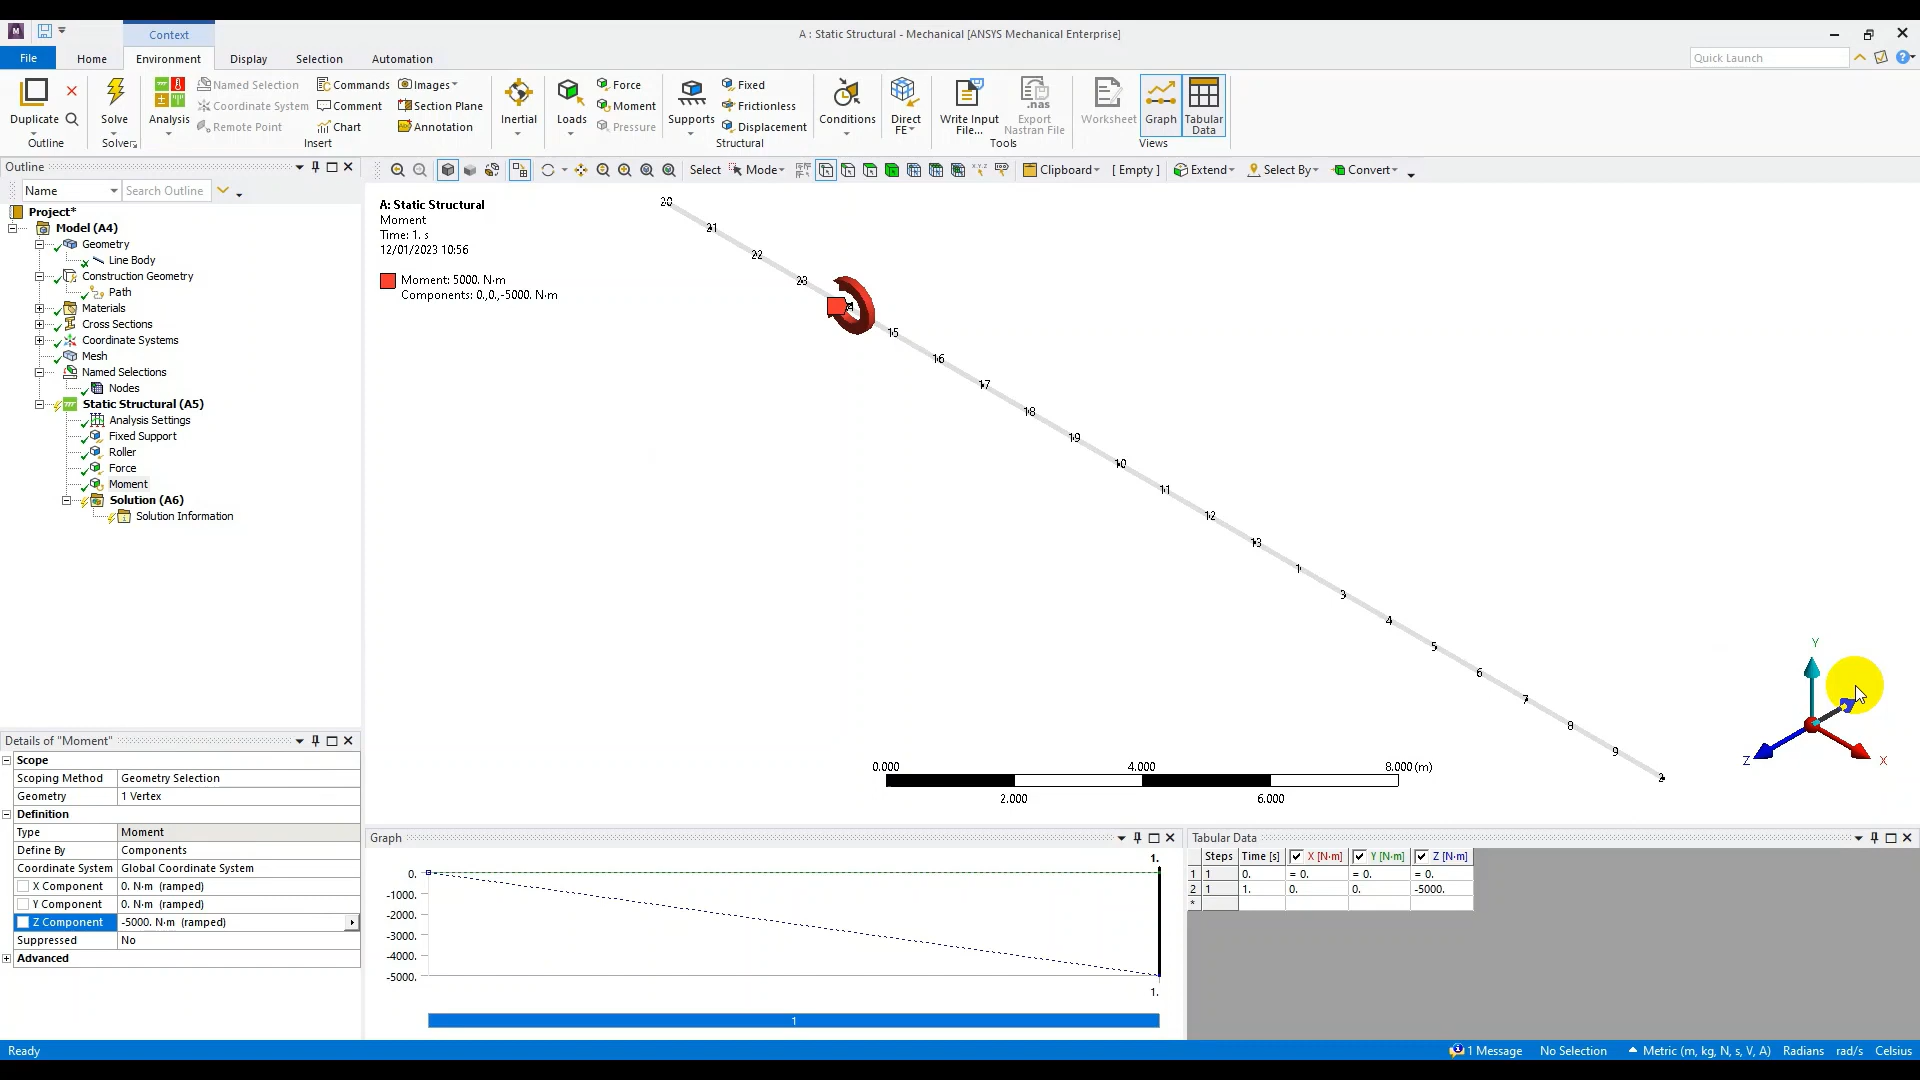 A : Static Structural - Mechanical [ANSYS Mechanical Enterprise]
Context
File Home Environment Display Selection Automation
Quick Launch
Duplicate
Outline
Solve
Solver
Analysis
Named Selection
Coordinate System
Remote Point
Commands
Comment
Chart
Images
Section Plane
Annotation
Insert
Inertial
Loads
Force
Moment
Pressure
Supports
Fixed
Frictionless
Displacement
Structural
Conditions
Direct FE
Write Input File...
Export Nastran File
.nas
Tools
Worksheet
Graph
Tabular Data
Views
Outline
Name
Search Outline
Select Mode
Clipboard [ Empty ] Extend Select By Convert
Project*
Model (A4)
Geometry
Line Body
Construction Geometry
Path
Materials
Cross Sections
Coordinate Systems
Mesh
Named Selections
Nodes
Static Structural (A5)
Analysis Settings
Fixed Support
Roller
Force
Moment
Solution (A6)
Solution Information
A: Static Structural
Moment
Time: 1. s
12/01/2023 10:56
Moment: 5000. N·m
Components: 0.,0.,-5000. N·m
20
21
22
23
15
16
17
18
19
10
11
12
13
1
3
4
5
6
7
8
9
2
Y
Z X
0.000 4.000 8.000 (m)
2.000 6.000
Details of "Moment"
Scope
Scoping Method Geometry Selection
Geometry 1 Vertex
Definition
Type Moment
Define By Components
Coordinate System Global Coordinate System
X Component 0. N·m (ramped)
Y Component 0. N·m (ramped)
Z Component -5000. N·m (ramped)
Suppressed No
Advanced
Graph
1.
0.
-1000.
-2000.
-3000.
-4000.
-5000.
1.
1
Tabular Data
Steps Time [s] X [N·m] Y [N·m] Z [N·m]
1 1 0. = 0. = 0. = 0.
2 1 1. 0. 0. -5000.
*
Ready
1 Message No Selection Metric (m, kg, N, s, V, A) Radians rad/s Celsius